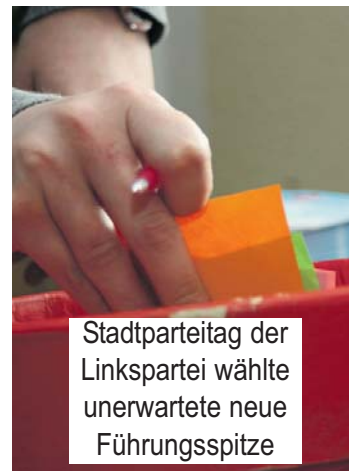 Stadtparteitag der
Linkspartei wählte
unerwartete neue
Führungsspitze